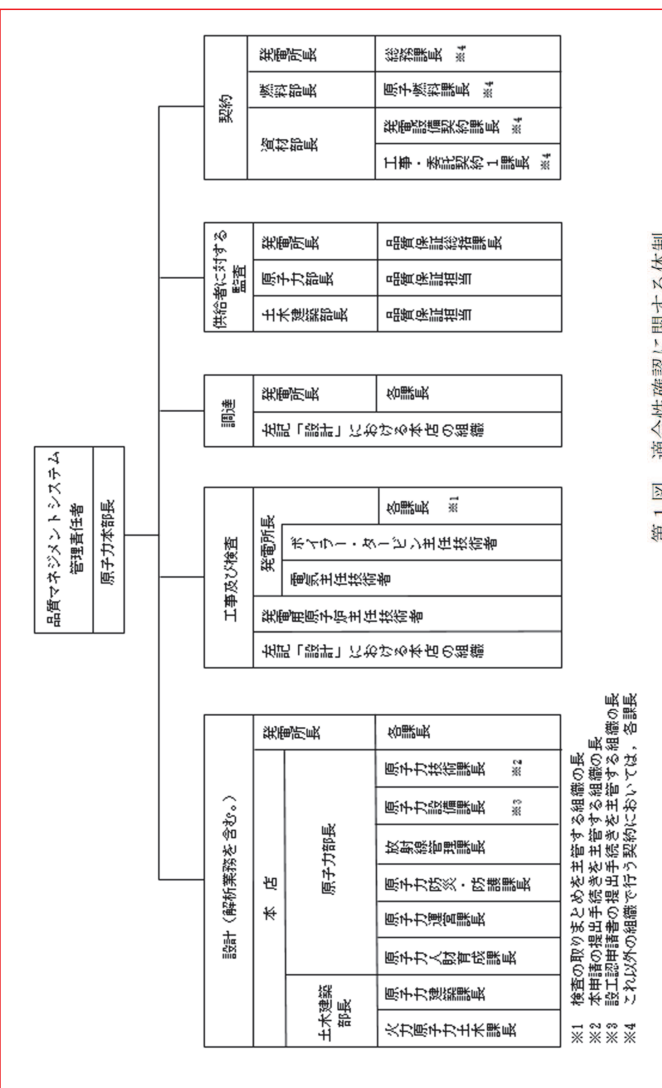 品質マネジメントシステム
管理責任者
原子力本部長
設計(解析業務を含む。)
本 店
発電所長
土木建築
部長
原子力部長
火力原子力土木課長
原子力建築課長
原子力人財育成課長
原子力運営課長
原子力防災・防護課長
放射線管理課長
原子力設備課長 ※3
原子力技術課長 ※2
各課長
工事及び検査
左記「設計」における本店の組織
発電用原子炉主任技術者
発電所長
電気主任技術者
ボイラー・タービン主任技術者
各課長 ※1
調達
左記「設計」における本店の組織
発電所長
各課長
供給者に対する
監査
土木建築部長
原子力部長
発電所長
品質保証担当
品質保証担当
品質保証総括課長
契約
資材部長
燃料部長
発電所長
工事・委託契約1課長 ※4
発電設備契約課長 ※4
原子燃料課長 ※4
総務課長 ※4
※1 検査の取りまとめを主管する組織の長
※2 本申請の提出手続きを主管する組織の長
※3 設工認申請書の提出手続きを主管する組織の長
※4 これ以外の組織で行う契約においては,各課長
第1図 適合性確認に関する体制